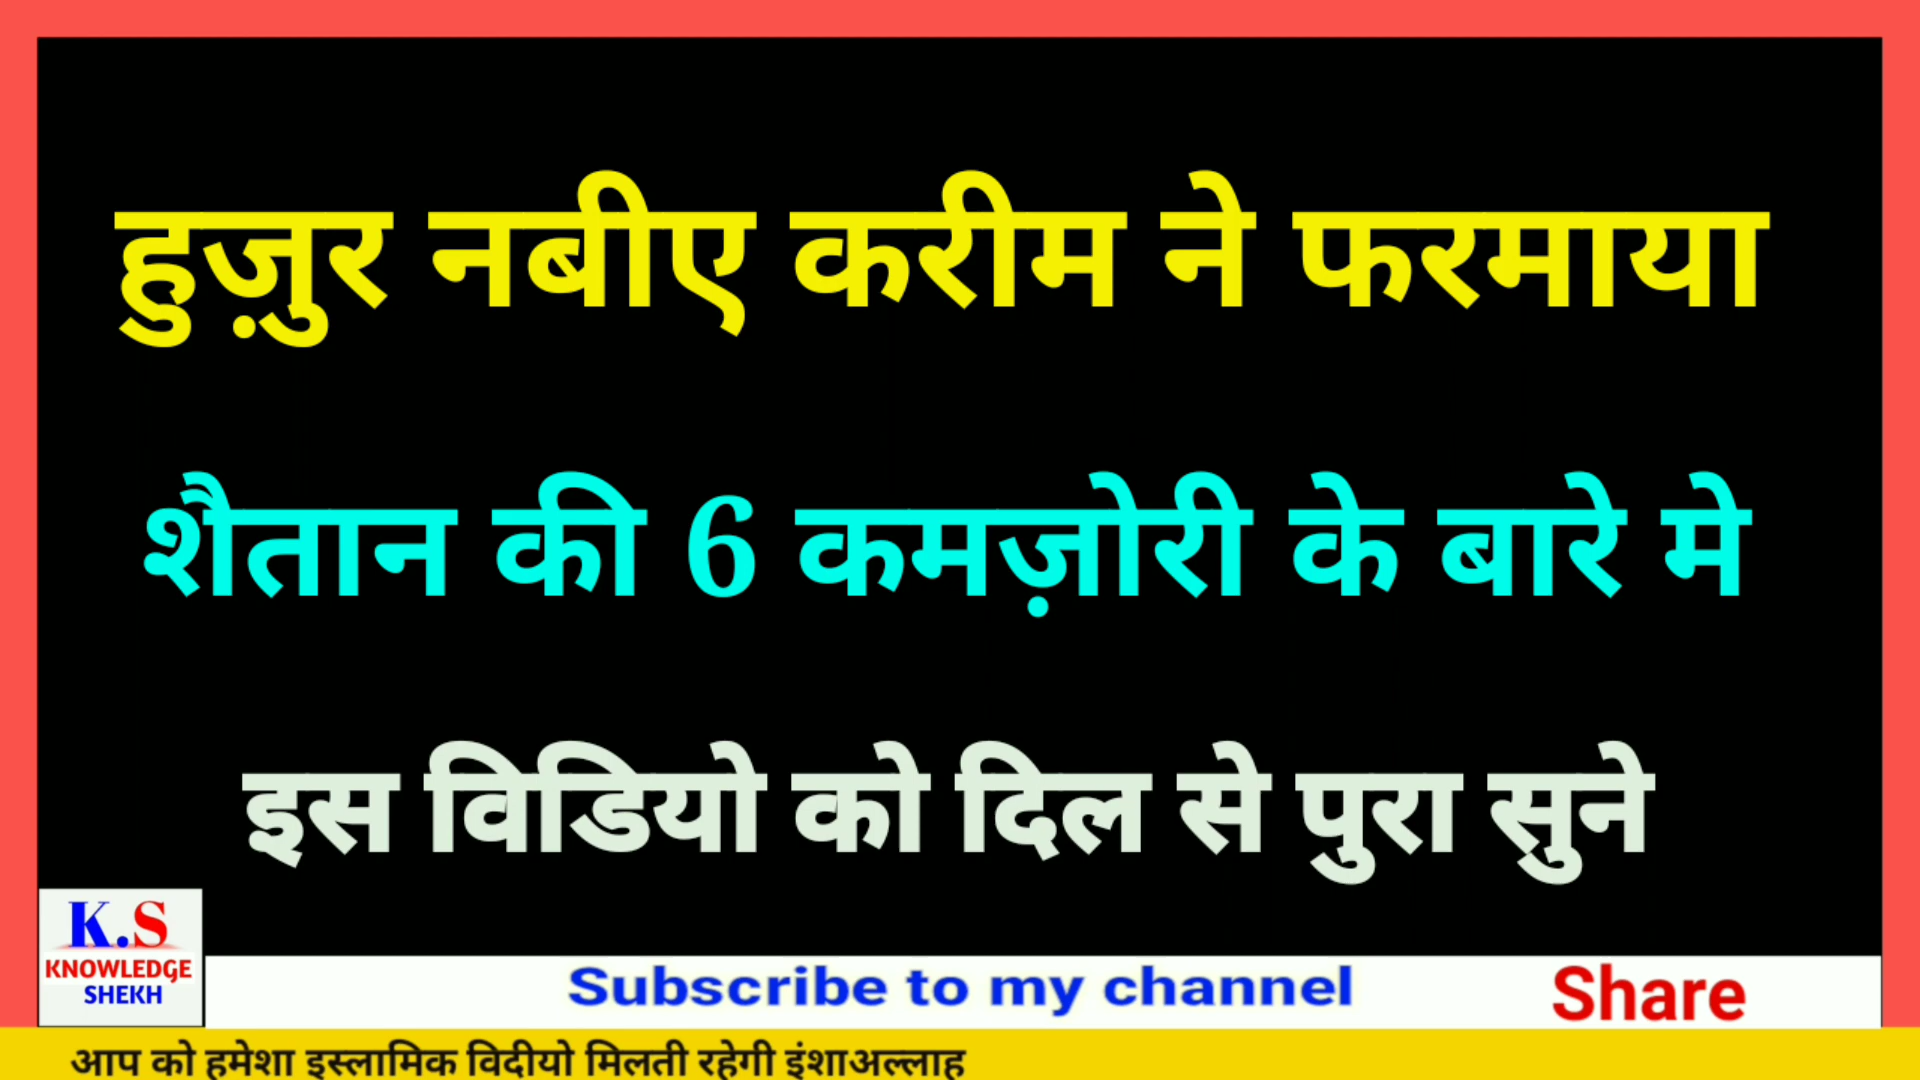 हुज़ुर नबीए करीम ने फरमाया
शैतान की 6 कमज़ोरी के बारे मे
इस विडियो को दिल से पुरा सुने
K.S
KNOWLEDGE
SHEKH
Subscribe to my channel
Share
आप को हमेशा इस्लामिक विदीयो मिलती रहेगी इंशाअल्लाह